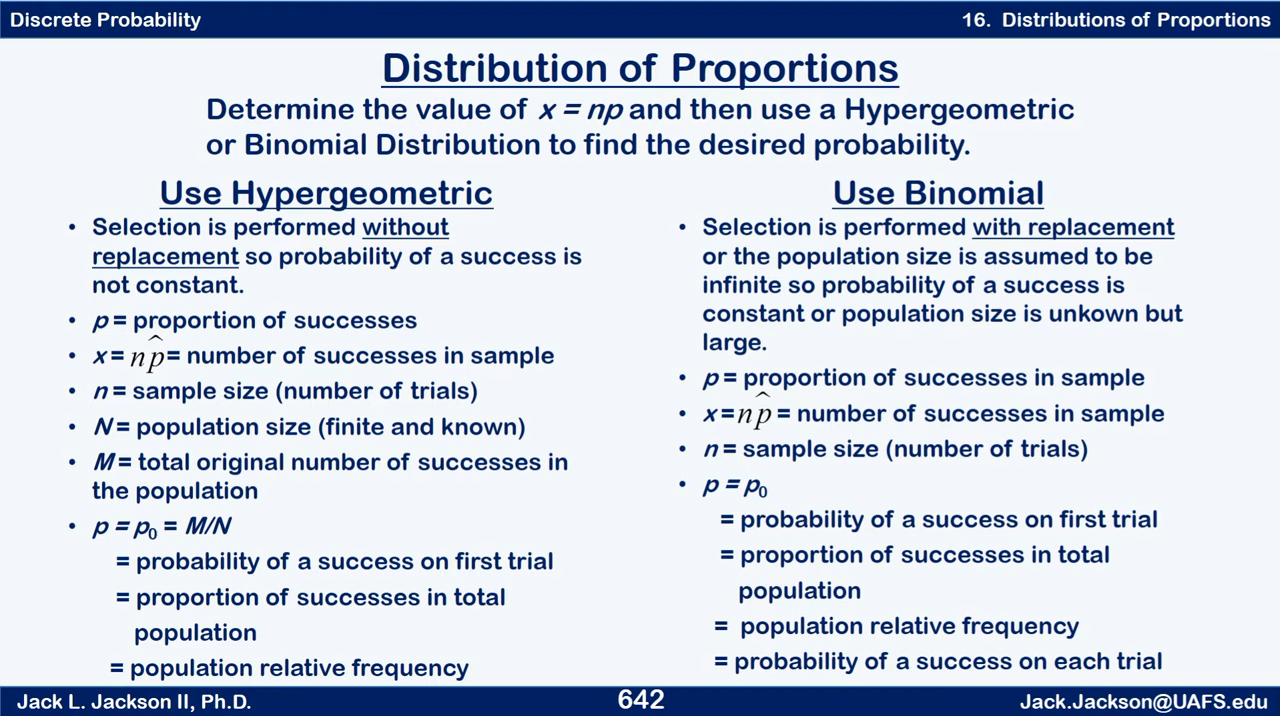 Discrete Probability
16. Distributions of Proportions
Distribution of Proportions
Determine the value of x = np and then use a Hypergeometric
or Binomial Distribution to find the desired probability.
Use Hypergeometric
• Selection is performed without
replacement so probability of a success is
not constant.
• p = proportion of successes
• x = n p̂ = number of successes in sample
• n = sample size (number of trials)
• N = population size (finite and known)
• M = total original number of successes in
the population
• p = p₀ = M/N
= probability of a success on first trial
= proportion of successes in total
population
= population relative frequency
Use Binomial
• Selection is performed with replacement
or the population size is assumed to be
infinite so probability of a success is
constant or population size is unkown but
large.
• p = proportion of successes in sample
• x = n p̂ = number of successes in sample
• n = sample size (number of trials)
• p = p₀
= probability of a success on first trial
= proportion of successes in total
population
= population relative frequency
= probability of a success on each trial
Jack L. Jackson II, Ph.D.
642
Jack.Jackson@UAFS.edu